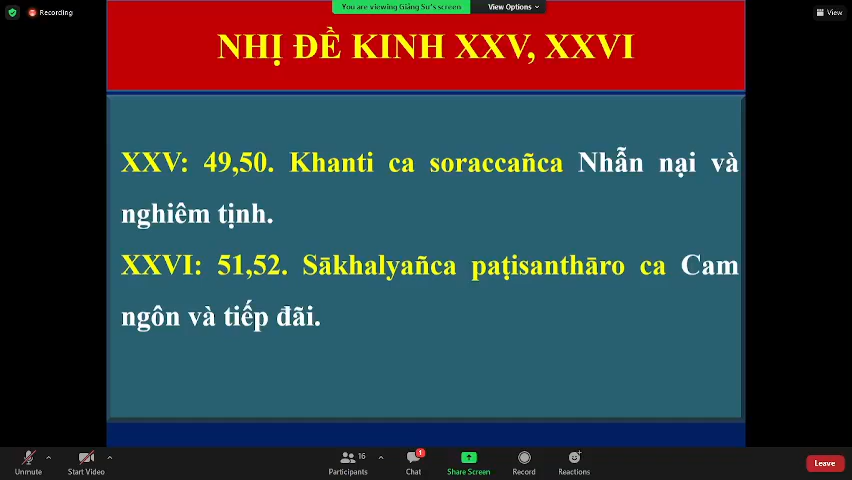 Recording
You are viewing Giảng Sư's screen
View Options
View
NHỊ ĐỀ KINH XXV, XXVI
XXV: 49,50. Khanti ca soraccañca Nhẫn nại và
nghiêm tịnh.
XXVI: 51,52. Sākhalyañca paṭisanthāro ca Cam
ngôn và tiếp đãi.
Unmute
Start Video
16
Participants
1
Chat
Share Screen
Record
Reactions
Leave